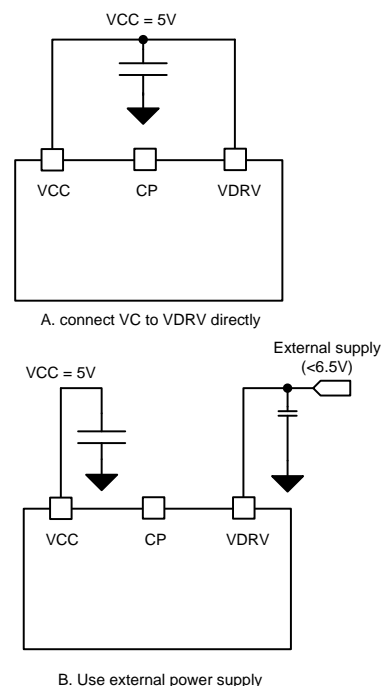 VCC = 5V
VCC
CP
VDRV
A. connect VC to VDRV directly
External supply
(<6.5V)
VCC = 5V
VCC
CP
VDRV
B. Use external power supply